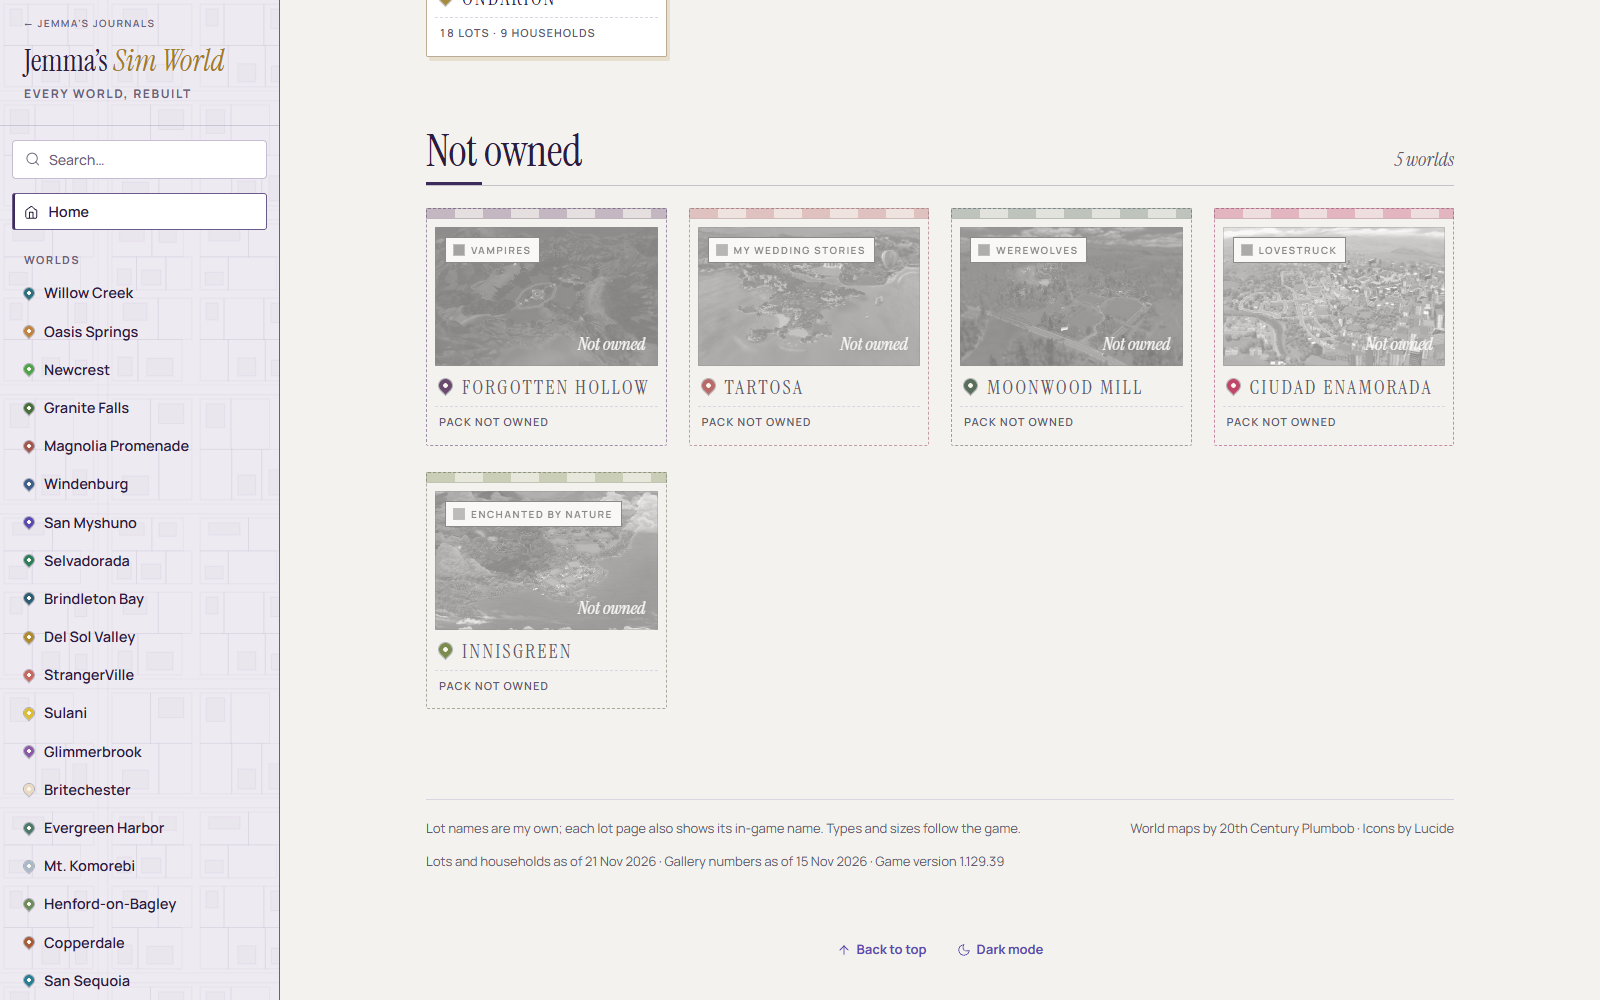 ← JEMMA'S JOURNALS
Jemma's Sim World
EVERY WORLD, REBUILT
Search...
Home
WORLDS
Willow Creek
Oasis Springs
Newcrest
Granite Falls
Magnolia Promenade
Windenburg
San Myshuno
Selvadorada
Brindleton Bay
Del Sol Valley
StrangerVille
Sulani
Glimmerbrook
Britechester
Evergreen Harbor
Mt. Komorebi
Henford-on-Bagley
Copperdale
San Sequoia
ONDARION
18 LOTS · 9 HOUSEHOLDS
Not owned
5 worlds
VAMPIRES
Not owned
FORGOTTEN HOLLOW
PACK NOT OWNED
MY WEDDING STORIES
Not owned
TARTOSA
PACK NOT OWNED
WEREWOLVES
Not owned
MOONWOOD MILL
PACK NOT OWNED
LOVESTRUCK
Not owned
CIUDAD ENAMORADA
PACK NOT OWNED
ENCHANTED BY NATURE
Not owned
INNISGREEN
PACK NOT OWNED
Lot names are my own; each lot page also shows its in-game name. Types and sizes follow the game.
World maps by 20th Century Plumbob · Icons by Lucide
Lots and households as of 21 Nov 2026 · Gallery numbers as of 15 Nov 2026 · Game version 1.129.39
Back to top
Dark mode